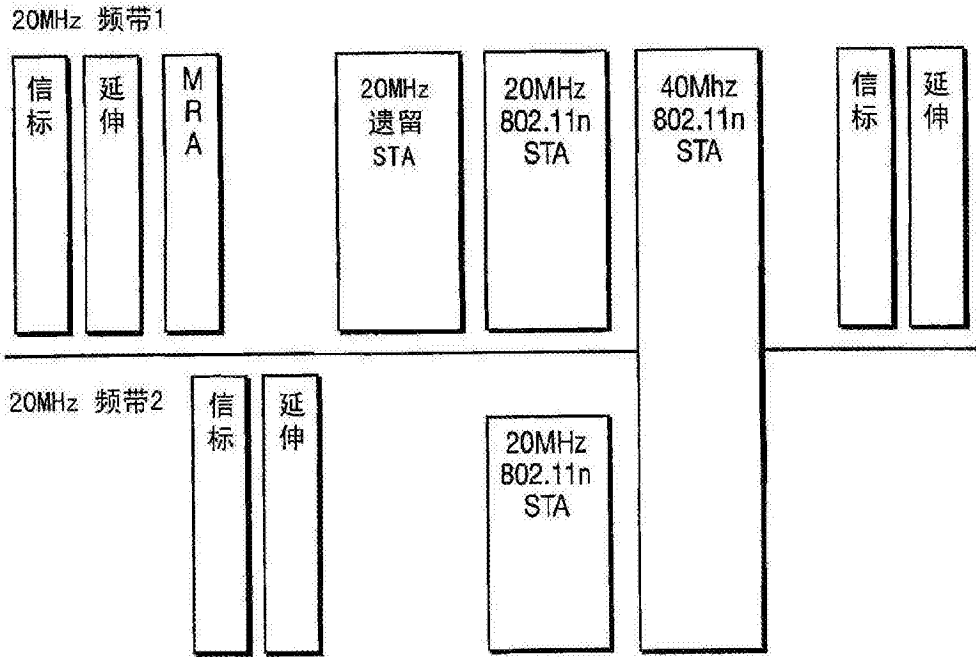 20MHz 频带1
信
标
延
伸
M
R
A
20MHz
遗留
STA
20MHz
802.11n
STA
40Mhz
802.11n
STA
信
标
延
伸
20MHz 频带2
信
标
延
伸
20MHz
802.11n
STA